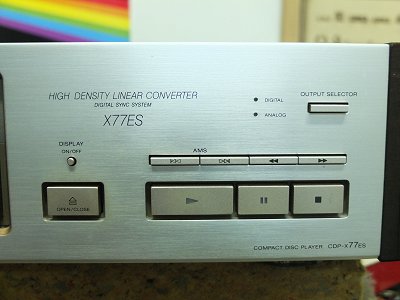 HIGH DENSITY LINEAR CONVERTER
DIGITAL SYNC SYSTEM
X77ES
OUTPUT SELECTOR
DIGITAL
ANALOG
DISPLAY
ON/OFF
AMS
OPEN/CLOSE
COMPACT DISC PLAYER CDP-X77ES